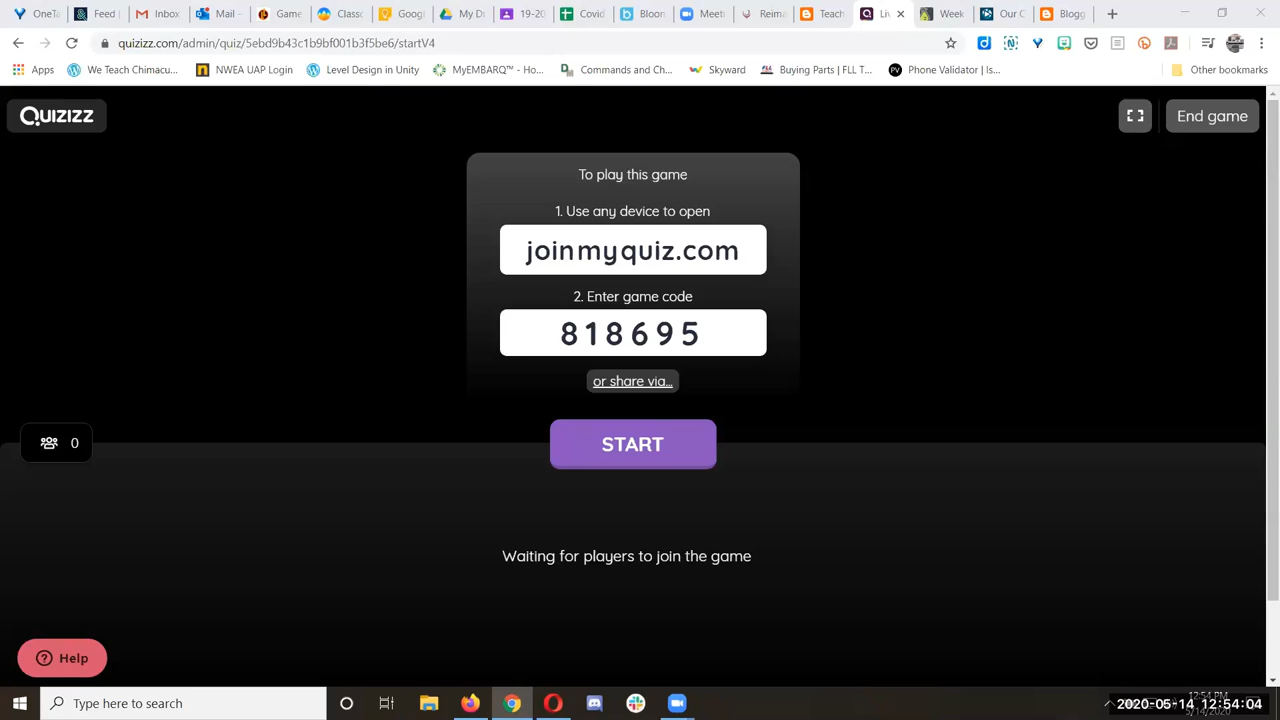 OneTa Feed Inbox Mail - Game Classe Googl My Dr 19-20 Covid Bloom Meeti Reima Teach Liv Week Our C Blogg
quizizz.com/admin/quiz/5ebd9b43c1b9bf001b3f5be6/startV4
Apps We Teach Chimacu... NWEA UAP Login Level Design in Unity MyEMBARQ™ - Ho... Commands and Ch... Skyward Buying Parts | FLL T... Phone Validator | Is... Other bookmarks
QUIZIZZ
End game
To play this game
1. Use any device to open
joinmyquiz.com
2. Enter game code
818695
or share via...
0
START
Waiting for players to join the game
Help
Type here to search
2020-05-14 12:54:04